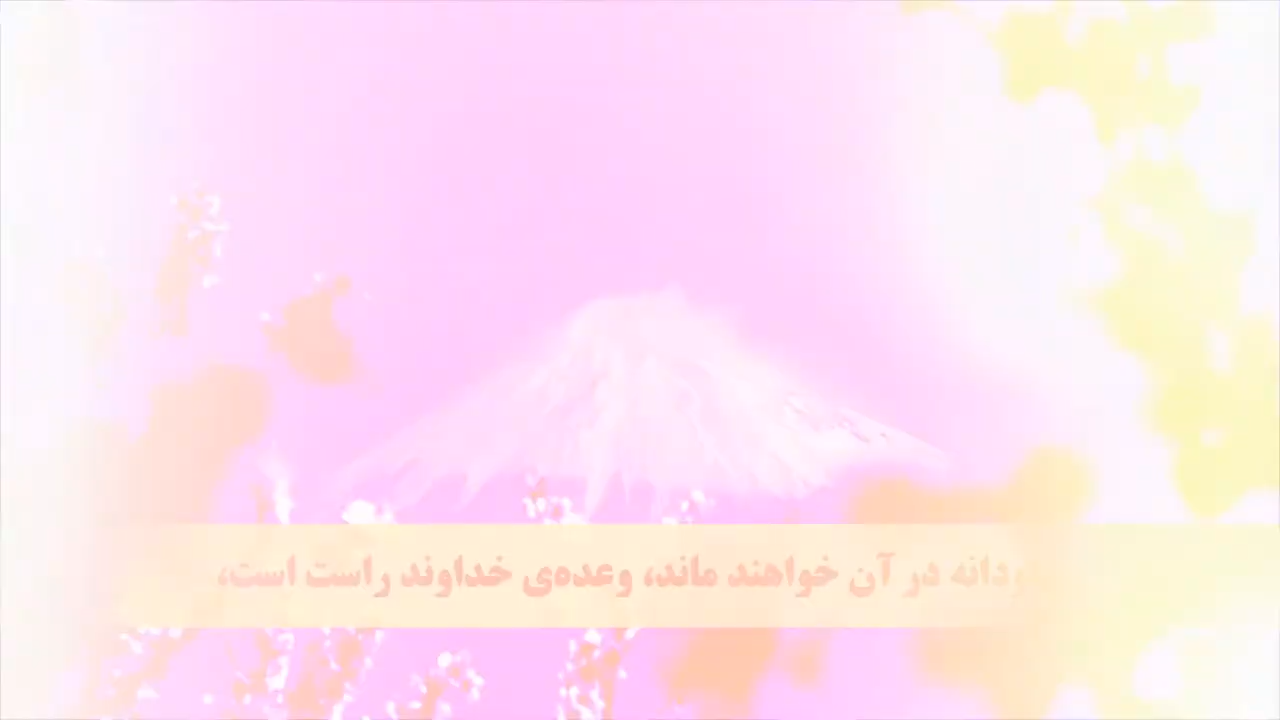 در آن خواهند ماند، وعده‌ی خداوند راست است،